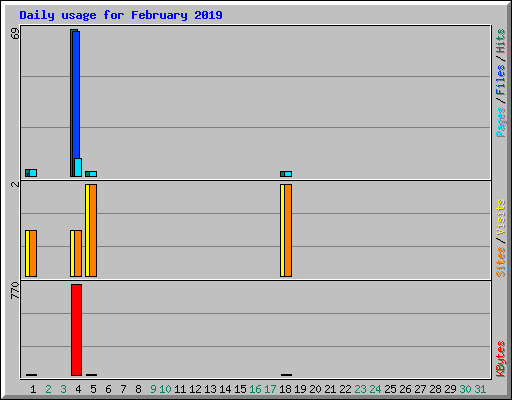 Daily usage for February 2019
69
2
770
Pages/Files/Hits
Sites/Visits
KBytes
1 2 3 4 5 6 7 8 9 10 11 12 13 14 15 16 17 18 19 20 21 22 23 24 25 26 27 28 29 30 31